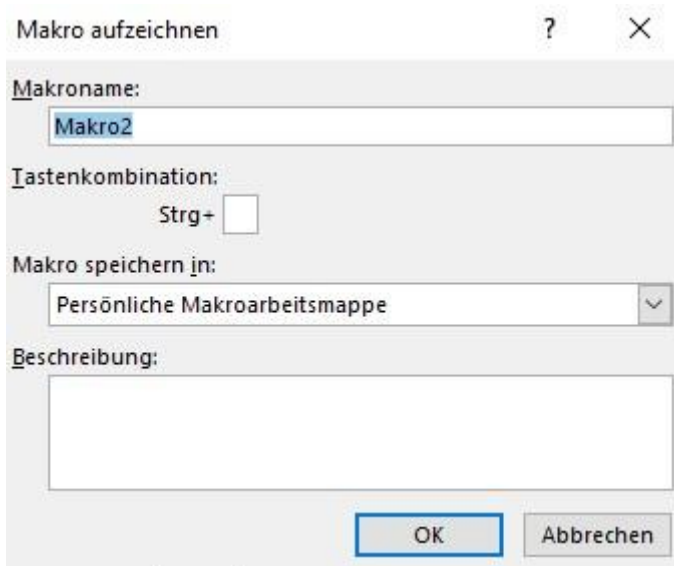 Makro aufzeichnen ? ×
Makroname:
Makro2
Tastenkombination:
Strg+
Makro speichern in:
Persönliche Makroarbeitsmappe
Beschreibung:
OK Abbrechen